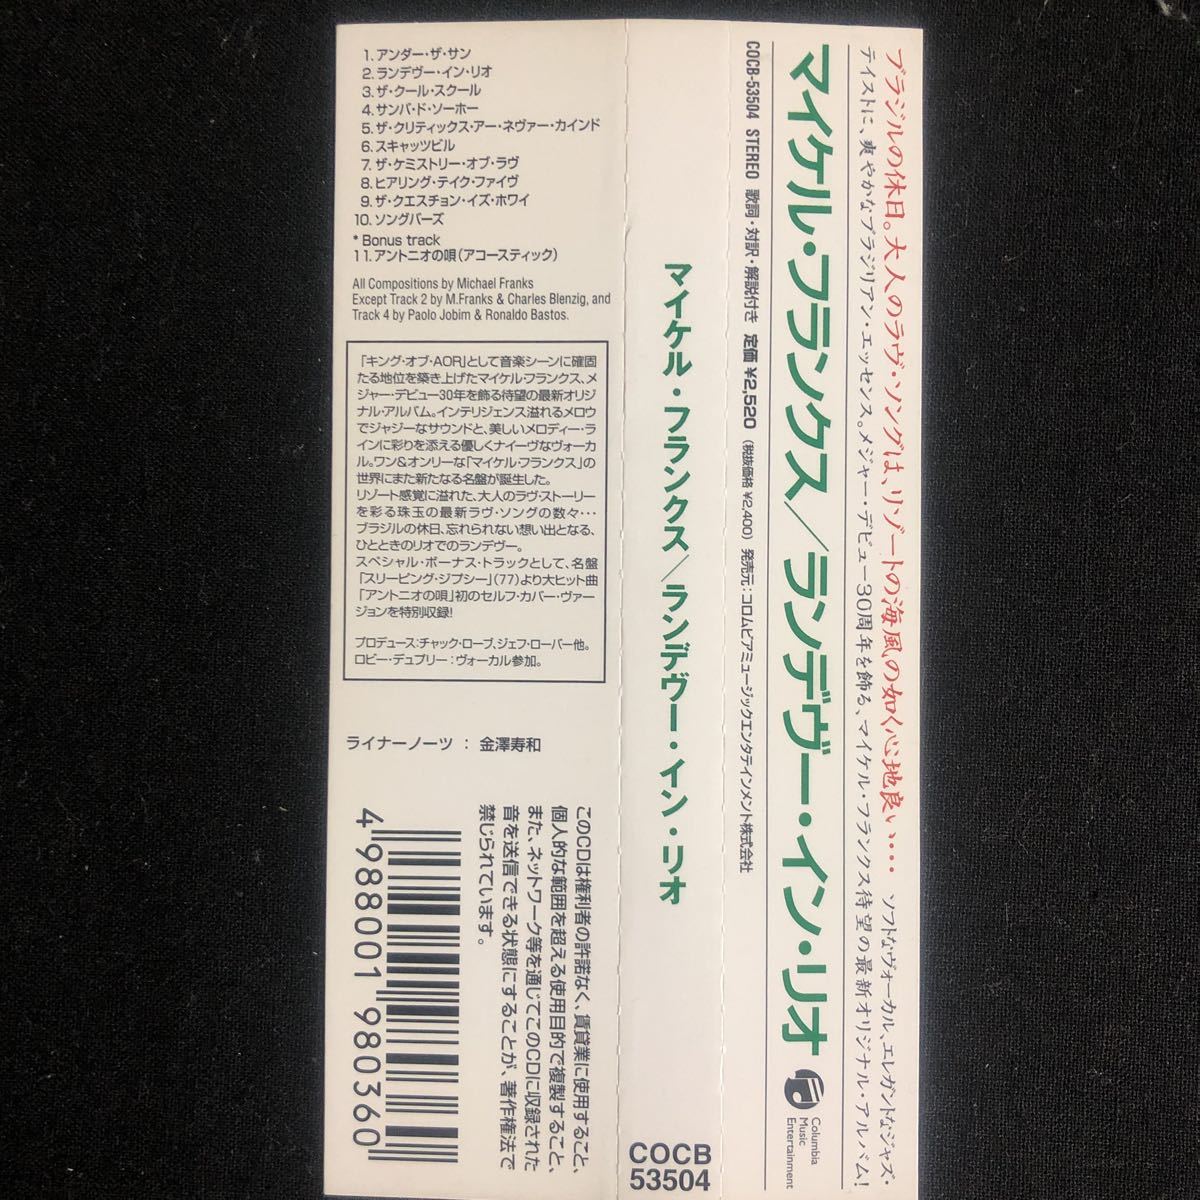 ブラジルの休日。大人のラヴ・ソングは、リゾートの海風の如く心地良い・・・・ ソフトなヴォーカル、エレガントなジャズ・
テイストに、爽やかなブラジリアン・エッセンス。メジャー・デビュー30周年を飾る、マイケル・フランクス待望の最新オリジナル・アルバム!
マイケル・フランクス/ランデヴー・イン・リオ
Columbia
Music
Entertainment
COCB-53504 STEREO 歌詞・対訳・解説付き 定価 ¥2,520 (税抜価格 ¥2,400) 発売元:コロムビアミュージックエンタテインメント株式会社
マイケル・フランクス/ランデヴー・イン・リオ
COCB
53504
1. アンダー・ザ・サン
2. ランデヴー・イン・リオ
3. ザ・クール・スクール
4. サンバ・ド・ソーホー
5. ザ・クリティックス・アー・ネヴァー・カインド
6. スキャッツビル
7. ザ・ケミストリー・オブ・ラヴ
8. ヒアリング・テイク・ファイヴ
9. ザ・クエスチョン・イズ・ホワイ
10. ソングバーズ
* Bonus track
11. アントニオの唄(アコースティック)
All Compositions by Michael Franks
Except Track 2 by M.Franks & Charles Blenzig, and
Track 4 by Paolo Jobim & Ronaldo Bastos.
「キング・オブ・AOR」として音楽シーンに確固
たる地位を築き上げたマイケル・フランクス、メ
ジャー・デビュー30年を飾る待望の最新オリジ
ナル・アルバム。インテリジェンス溢れるメロウ
でジャジーなサウンドと、美しいメロディー・ラ
インに彩りを添える優しくナイーヴなヴォーカ
ル。ワン&オンリーな「マイケル・フランクス」の
世界にまた新たなる名盤が誕生した。
リゾート感覚に溢れた、大人のラヴ・ストーリー
を彩る珠玉の最新ラヴ・ソングの数々・・・
ブラジルの休日、忘れられない想い出となる、
ひとときのリオでのランデヴー。
スペシャル・ボーナス・トラックとして、名盤
「スリーピング・ジプシー」(77)より大ヒット曲
「アントニオの唄」初のセルフ・カバー・ヴァー
ジョンを特別収録!
プロデュース:チャック・ローブ、ジェフ・ローバー他。
ロビー・デュプリー:ヴォーカル参加。
ライナーノーツ : 金澤寿和
このCDは権利者の許諾なく、賃貸業に使用すること、
個人的な範囲を超える使用目的で複製すること、
また、ネットワーク等を通じてこのCDに収録された
音を送信できる状態にすることが、著作権法で
禁じられています。
4 988001 980360